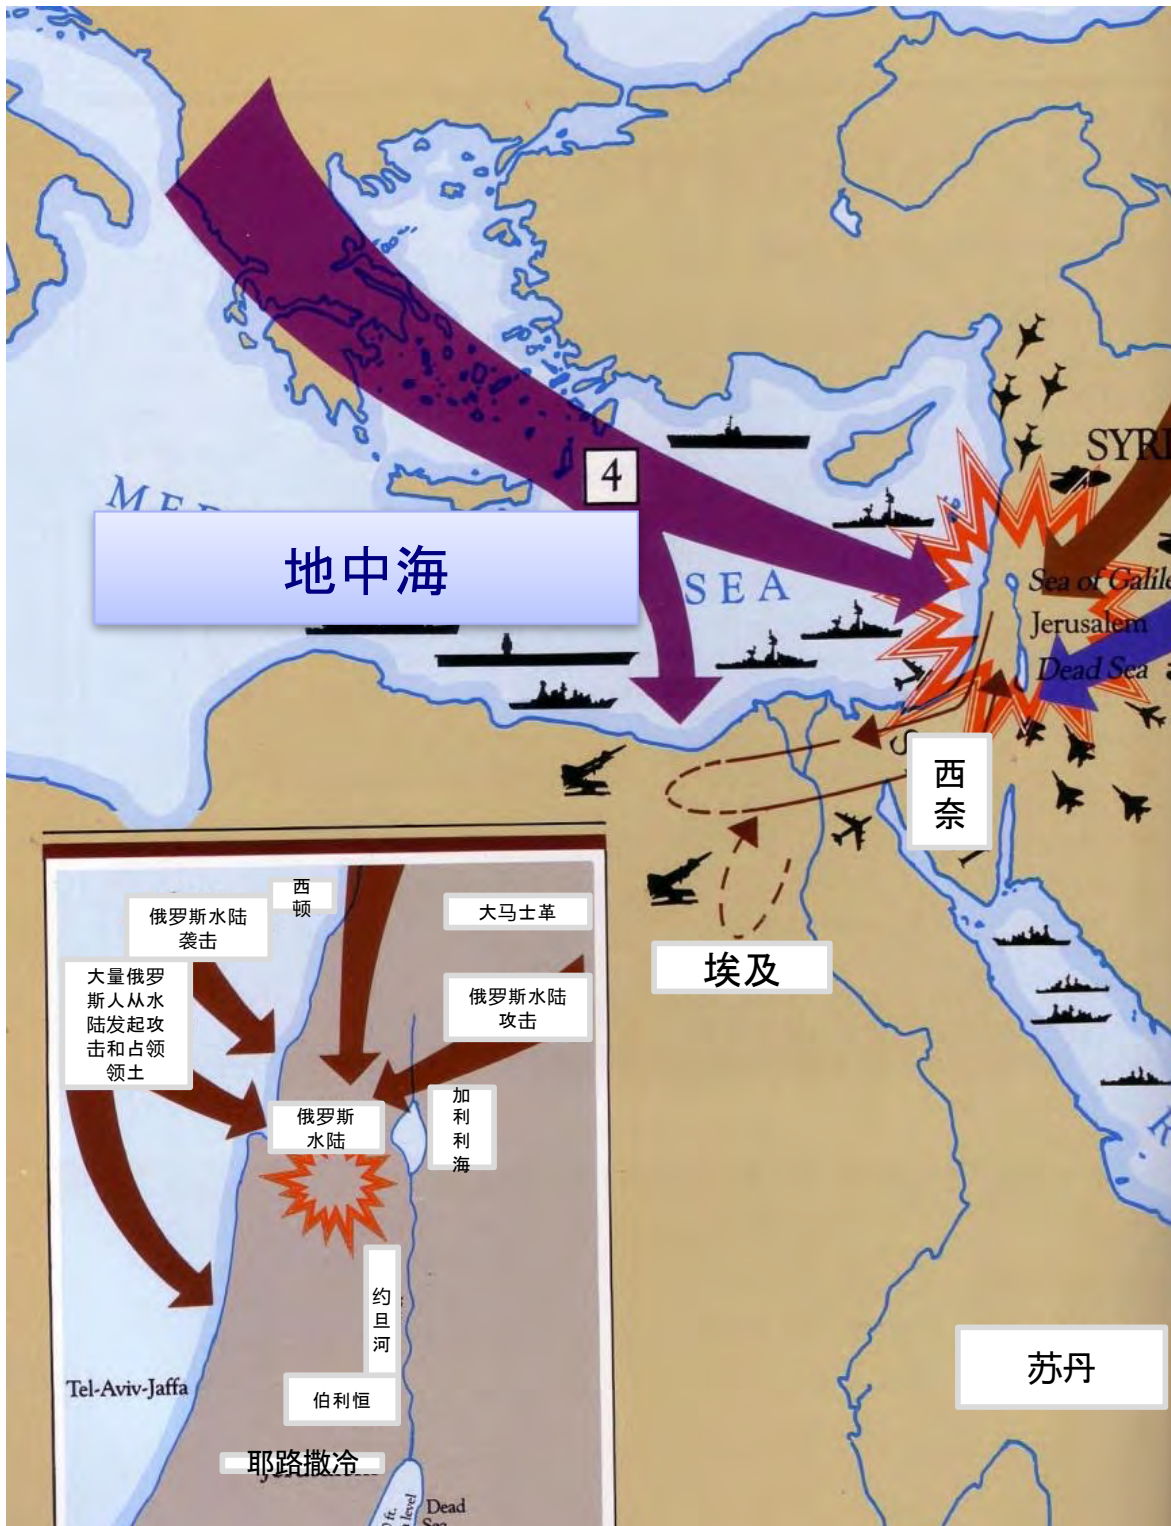 4
SYRI
地中海
SEA
Sea of Galile
Jerusalem
Dead Sea
西
奈
西
顿
俄罗斯水陆
袭击
大马士革
埃及
大量俄罗
斯人从水
陆发起攻
击和占领
领土
俄罗斯水陆
攻击
加
利
利
海
俄罗斯
水陆
约
旦
河
苏丹
Tel-Aviv-Jaffa
伯利恒
耶路撒冷
Dead